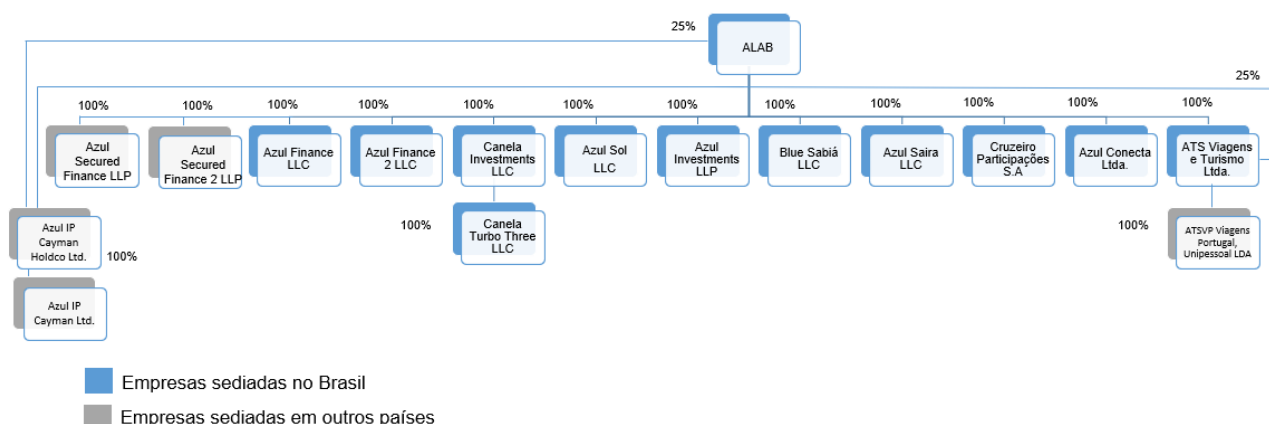 25%
ALAB
25%
100%
100%
100%
100%
100%
100%
100%
100%
100%
100%
100%
100%
Azul
Secured
Finance LLP
Azul
Secured
Finance 2 LLP
Azul Finance
LLC
Azul Finance
2 LLC
Canela
Investments
LLC
Azul Sol
LLC
Azul
Investments
LLP
Blue Sabiá
LLC
Azul Saira
LLC
Cruzeiro
Participações
S.A
Azul Conecta
Ltda.
ATS Viagens
e Turismo
Ltda.
Azul IP
Cayman
Holdco Ltd.
100%
100%
Canela
Turbo Three
LLC
100%
ATSVP Viagens
Portugal,
Unipessoal LDA
Azul IP
Cayman Ltd.
Empresas sediadas no Brasil
Empresas sediadas em outros países